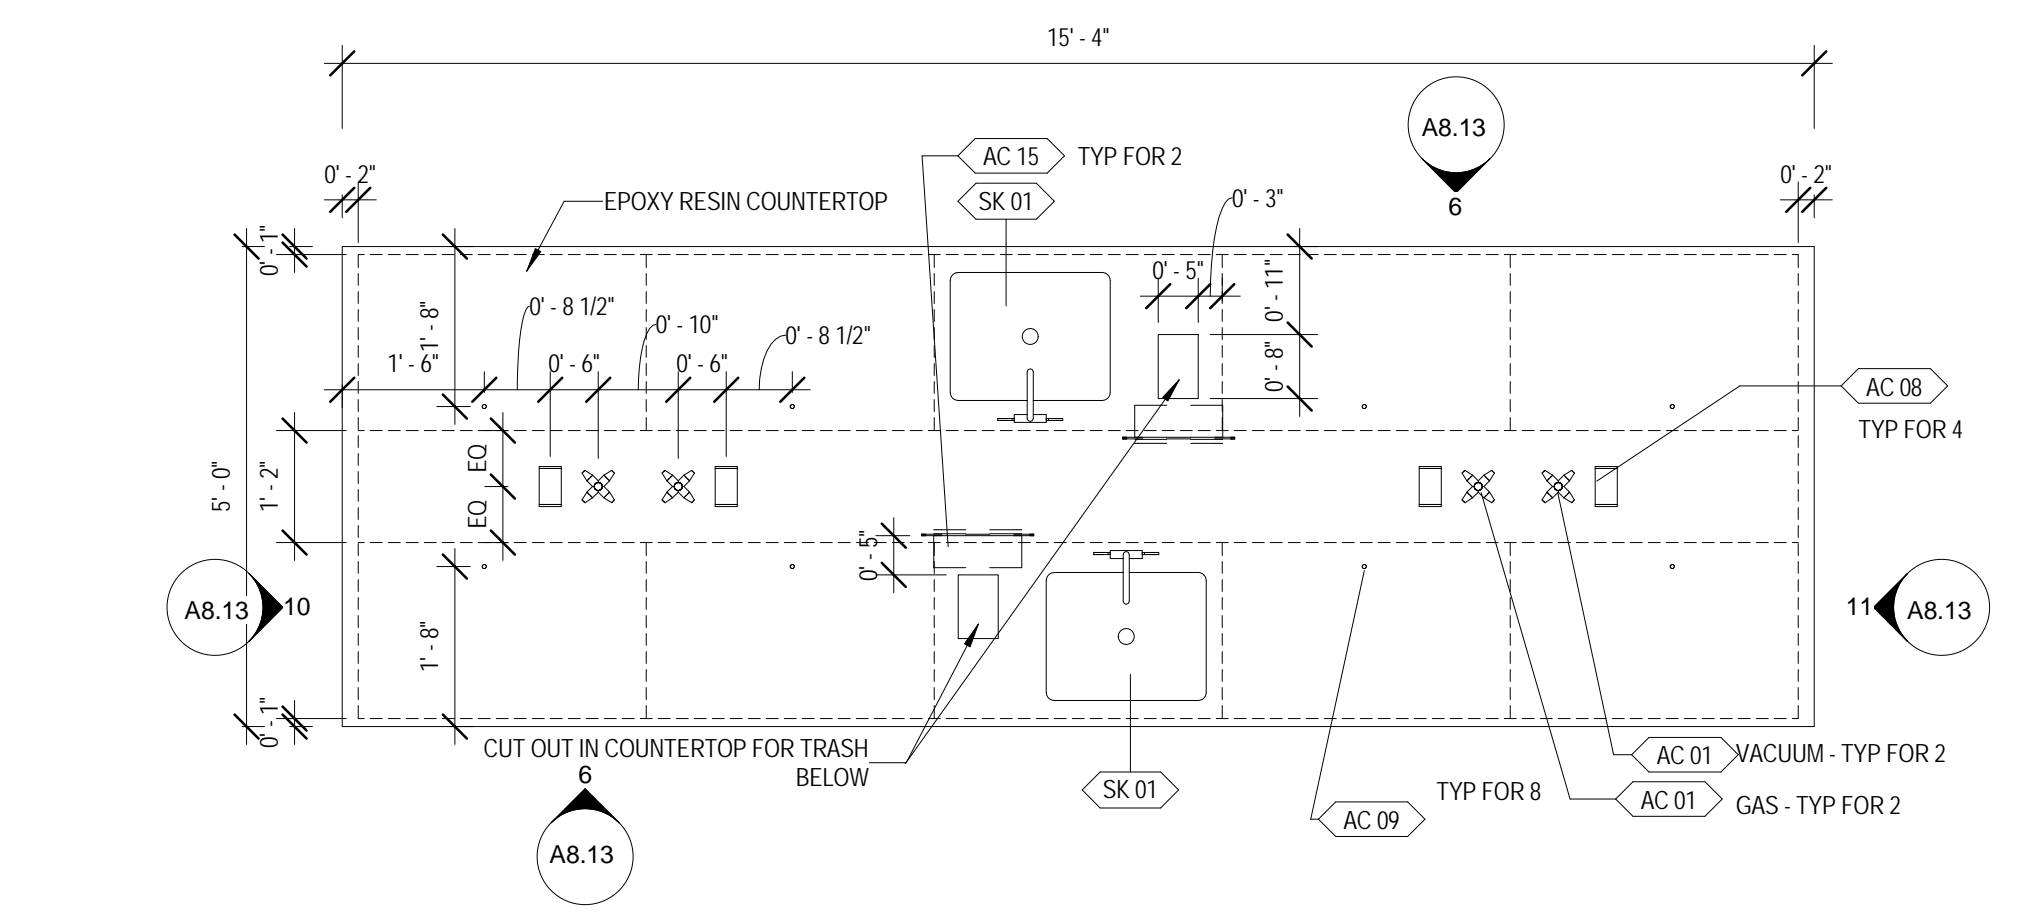 15' - 4"
A8.13
6
AC 15 TYP FOR 2
0' - 2"
0' - 2"
EPOXY RESIN COUNTERTOP
SK 01
0' - 3"
0' - 1"
0' - 5"
0' - 11"
1' - 8"
0' - 8 1/2"
0' - 10"
0' - 8 1/2"
1' - 6"
0' - 6"
0' - 6"
0' - 8"
AC 08
TYP FOR 4
5' - 0"
1' - 2"
EQ
EQ
0' - 5"
A8.13
10
11
A8.13
1' - 8"
0' - 1"
CUT OUT IN COUNTERTOP FOR TRASH
BELOW
6
A8.13
SK 01
AC 01 VACUUM - TYP FOR 2
TYP FOR 8
AC 01 GAS - TYP FOR 2
AC 09